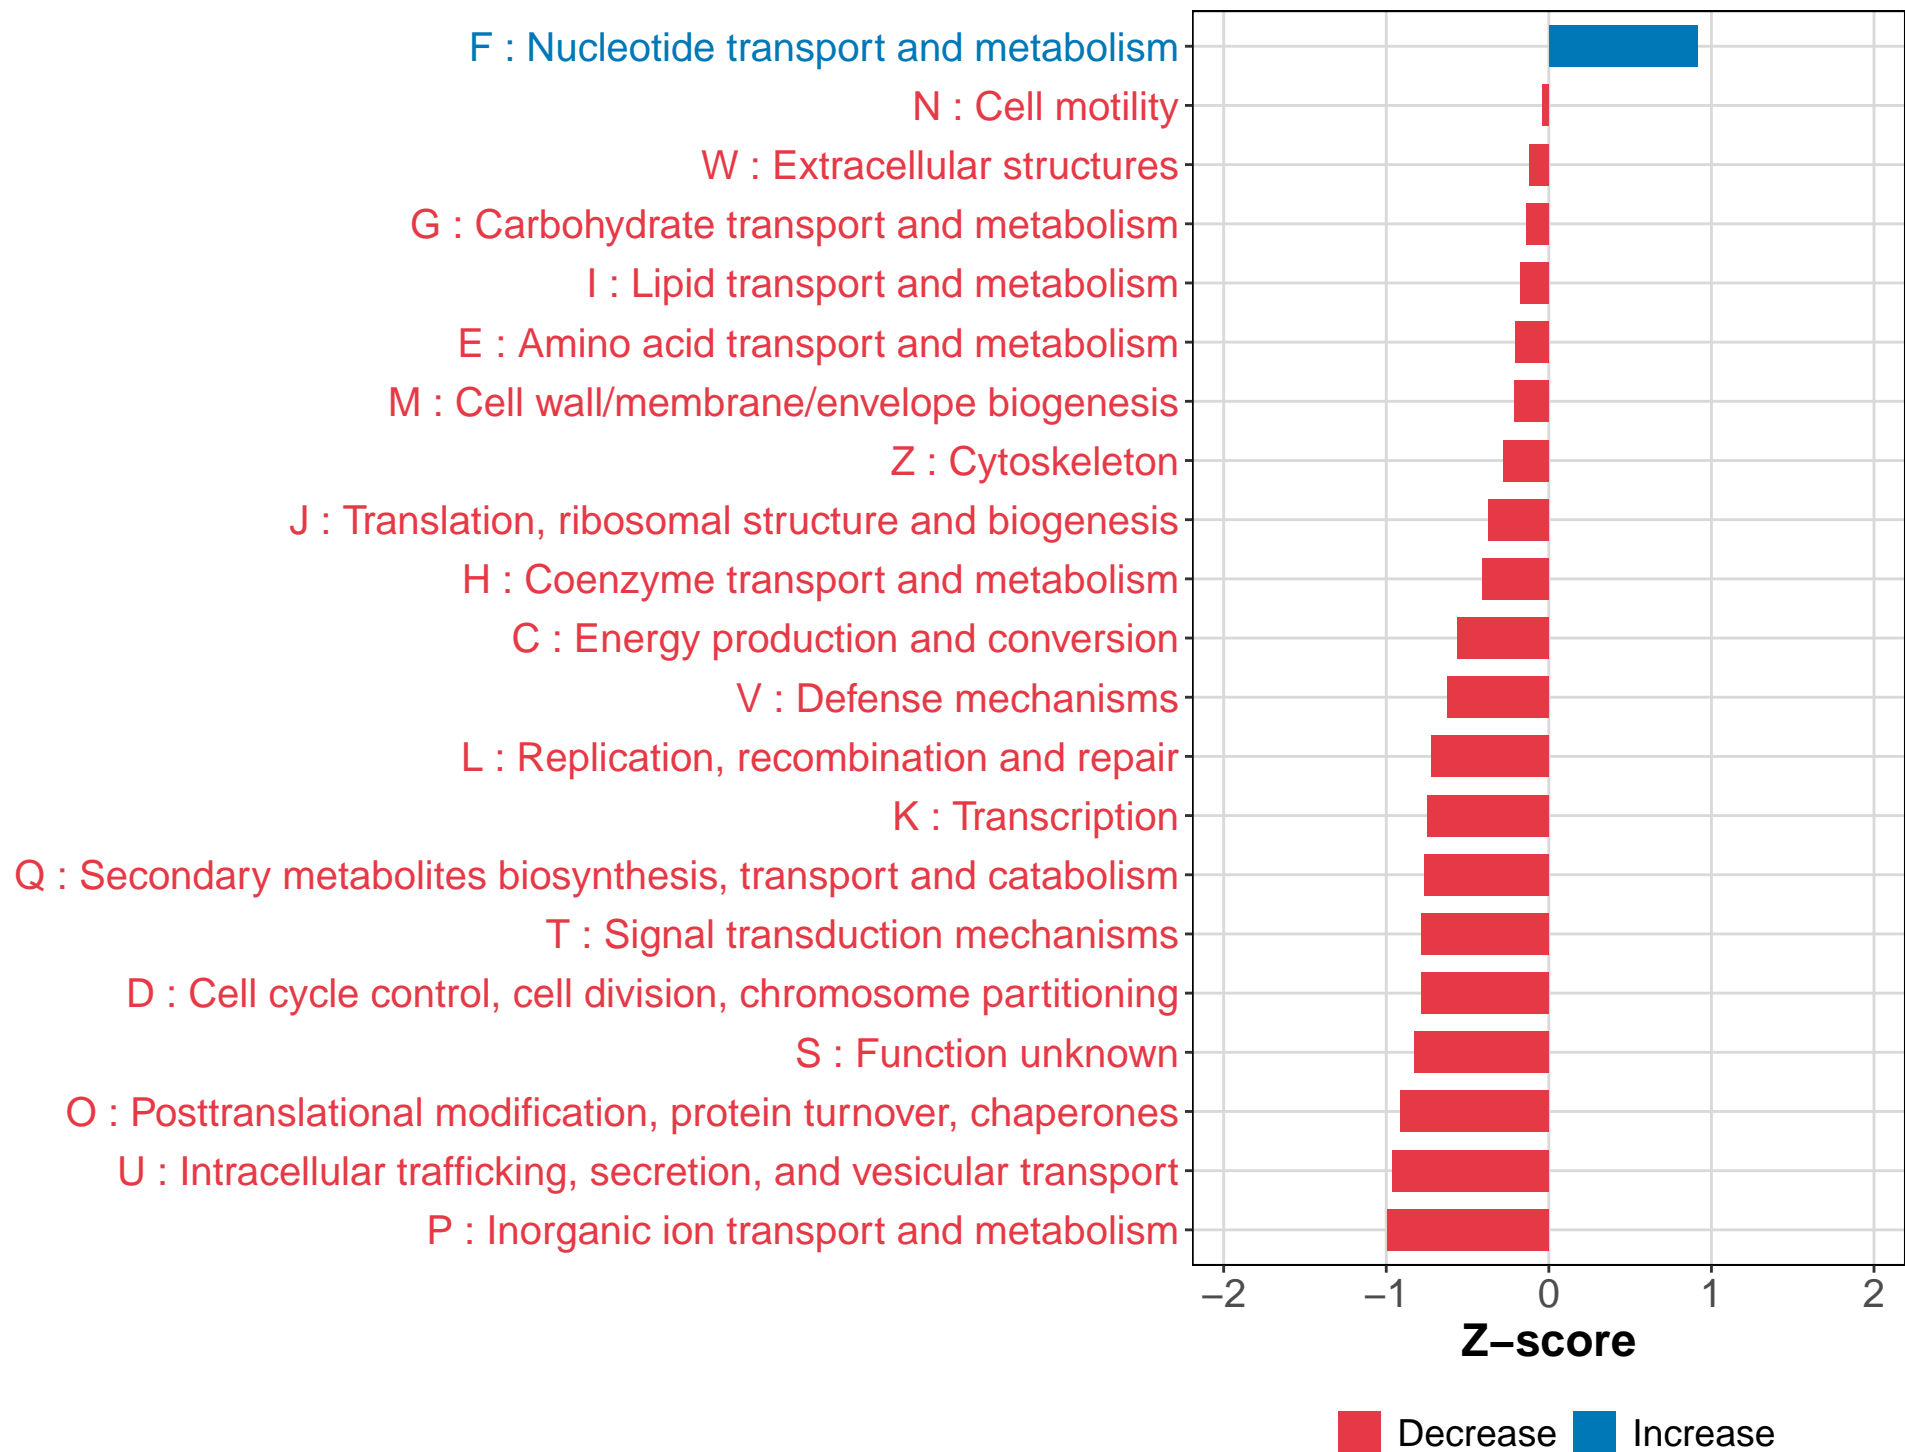 F : Nucleotide transport and metabolism
N : Cell motility
W : Extracellular structures
G : Carbohydrate transport and metabolism
I : Lipid transport and metabolism
E : Amino acid transport and metabolism
M : Cell wall/membrane/envelope biogenesis
Z : Cytoskeleton
J : Translation, ribosomal structure and biogenesis
H : Coenzyme transport and metabolism
C : Energy production and conversion
V : Defense mechanisms
L : Replication, recombination and repair
K : Transcription
Q : Secondary metabolites biosynthesis, transport and catabolism
T : Signal transduction mechanisms
D : Cell cycle control, cell division, chromosome partitioning
S : Function unknown
O : Posttranslational modification, protein turnover, chaperones
U : Intracellular trafficking, secretion, and vesicular transport
P : Inorganic ion transport and metabolism
−2 −1 0 1 2
Z−score
Decrease Increase